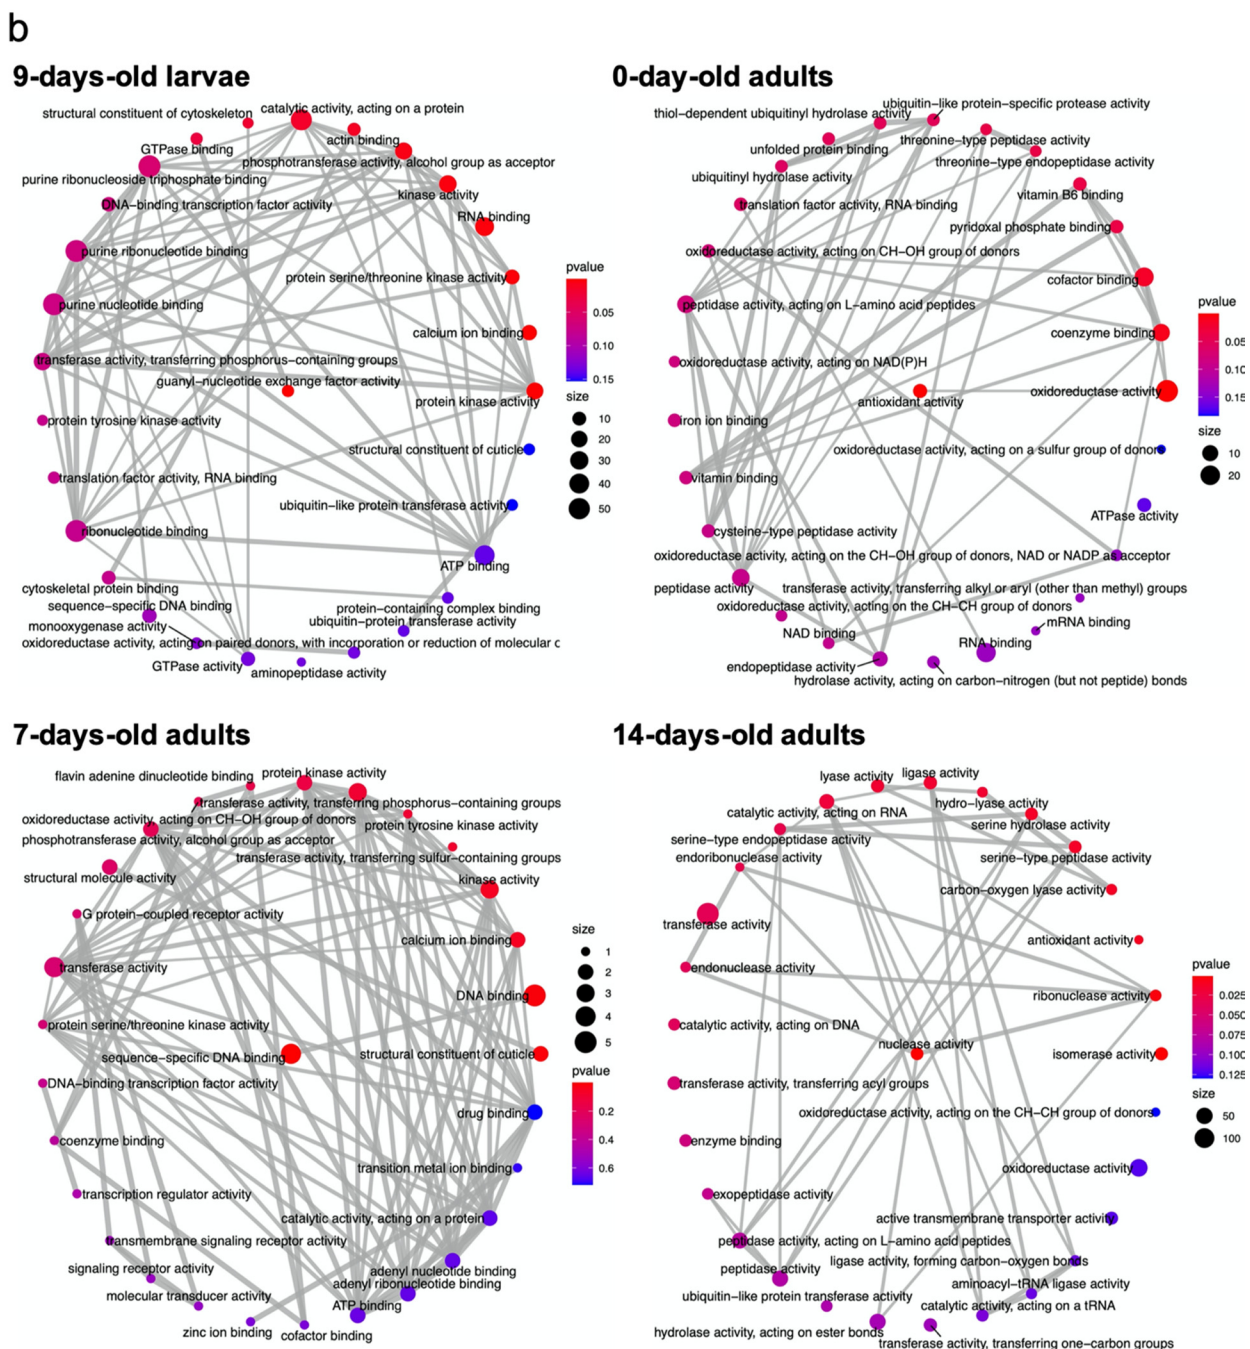 b
9-days-old larvae
structural constituent of cytoskeleton
catalytic activity, acting on a protein
actin binding
GTPase binding
phosphotransferase activity, alcohol group as acceptor
purine ribonucleoside triphosphate binding
kinase activity
DNA−binding transcription factor activity
RNA binding
purine ribonucleotide binding
protein serine/threonine kinase activity
purine nucleotide binding
calcium ion binding
transferase activity, transferring phosphorus−containing groups
guanyl−nucleotide exchange factor activity
protein kinase activity
protein tyrosine kinase activity
structural constituent of cuticle
translation factor activity, RNA binding
ubiquitin−like protein transferase activity
ribonucleotide binding
ATP binding
cytoskeletal protein binding
protein−containing complex binding
sequence−specific DNA binding
ubiquitin−protein transferase activity
monooxygenase activity
oxidoreductase activity, acting on paired donors, with incorporation or reduction of molecular c
GTPase activity
aminopeptidase activity
pvalue
0.05
0.10
0.15
size
10
20
30
40
50
0-day-old adults
ubiquitin−like protein−specific protease activity
thiol−dependent ubiquitinyl hydrolase activity
threonine−type peptidase activity
unfolded protein binding
threonine−type endopeptidase activity
ubiquitinyl hydrolase activity
vitamin B6 binding
translation factor activity, RNA binding
pyridoxal phosphate binding
oxidoreductase activity, acting on CH−OH group of donors
cofactor binding
peptidase activity, acting on L−amino acid peptides
coenzyme binding
oxidoreductase activity, acting on NAD(P)H
oxidoreductase activity
antioxidant activity
iron ion binding
oxidoreductase activity, acting on a sulfur group of donors
vitamin binding
ATPase activity
cysteine−type peptidase activity
oxidoreductase activity, acting on the CH−OH group of donors, NAD or NADP as acceptor
peptidase activity
transferase activity, transferring alkyl or aryl (other than methyl) groups
oxidoreductase activity, acting on the CH−CH group of donors
mRNA binding
NAD binding
RNA binding
endopeptidase activity
hydrolase activity, acting on carbon−nitrogen (but not peptide) bonds
pvalue
0.05
0.10
0.15
size
10
20
7-days-old adults
flavin adenine dinucleotide binding
protein kinase activity
transferase activity, transferring phosphorus−containing groups
oxidoreductase activity, acting on CH−OH group of donors
protein tyrosine kinase activity
phosphotransferase activity, alcohol group as acceptor
transferase activity, transferring sulfur−containing groups
structural molecule activity
kinase activity
G protein−coupled receptor activity
calcium ion binding
transferase activity
DNA binding
protein serine/threonine kinase activity
sequence−specific DNA binding
structural constituent of cuticle
DNA−binding transcription factor activity
drug binding
coenzyme binding
transition metal ion binding
transcription regulator activity
catalytic activity, acting on a protein
transmembrane signaling receptor activity
signaling receptor activity
adenyl nucleotide binding
adenyl ribonucleotide binding
molecular transducer activity
ATP binding
zinc ion binding
cofactor binding
size
1
2
3
4
5
pvalue
0.2
0.4
0.6
14-days-old adults
lyase activity
ligase activity
hydro−lyase activity
catalytic activity, acting on RNA
serine hydrolase activity
serine−type endopeptidase activity
endoribonuclease activity
serine−type peptidase activity
carbon−oxygen lyase activity
transferase activity
antioxidant activity
endonuclease activity
ribonuclease activity
catalytic activity, acting on DNA
nuclease activity
isomerase activity
transferase activity, transferring acyl groups
oxidoreductase activity, acting on the CH−CH group of donors
enzyme binding
oxidoreductase activity
exopeptidase activity
active transmembrane transporter activity
peptidase activity, acting on L−amino acid peptides
ligase activity, forming carbon−oxygen bonds
peptidase activity
aminoacyl−tRNA ligase activity
ubiquitin−like protein transferase activity
catalytic activity, acting on a tRNA
hydrolase activity, acting on ester bonds
transferase activity, transferring one−carbon groups
pvalue
0.025
0.050
0.075
0.100
0.125
size
50
100